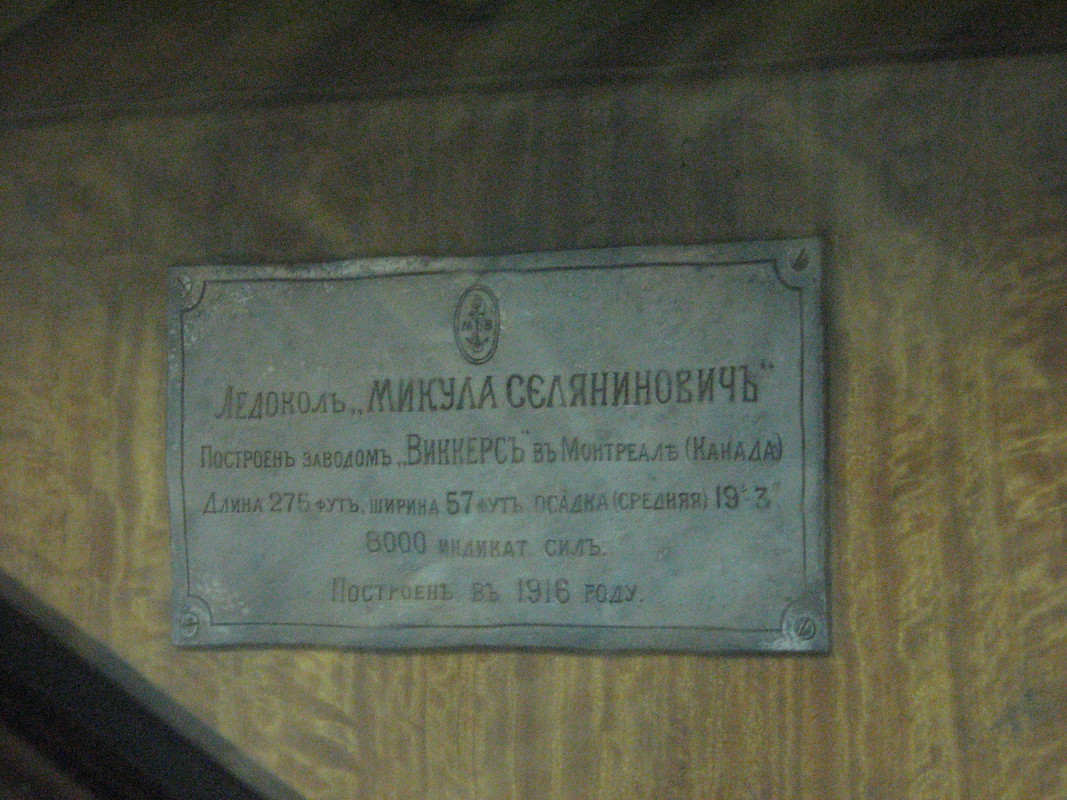 М В
Ледоколъ „МИКУЛА СЕЛЯНИНОВИЧЪ“
Построенъ заводомъ „ВИККЕРСЪ“ въ Монтреалѣ (Канада)
Длина 275 футъ, ширина 57 футъ, осадка (средняя) 19'-3"
8000 индикат. силъ.
Построенъ въ 1916 году.